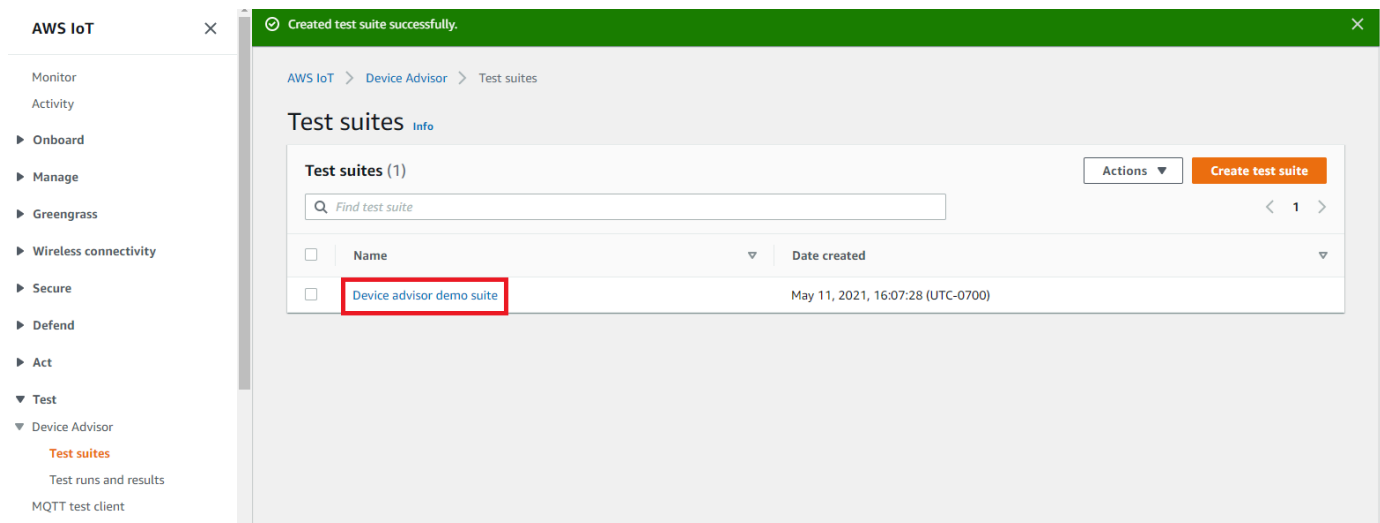 AWS IoT
Monitor
Activity
Onboard
Manage
Greengrass
Wireless connectivity
Secure
Defend
Act
Test
Device Advisor
Test suites
Test runs and results
MQTT test client
Created test suite successfully.
AWS IoT > Device Advisor > Test suites
Test suites Info
Test suites (1)
Actions Create test suite
Find test suite
1
Name Date created
Device advisor demo suite May 11, 2021, 16:07:28 (UTC-0700)